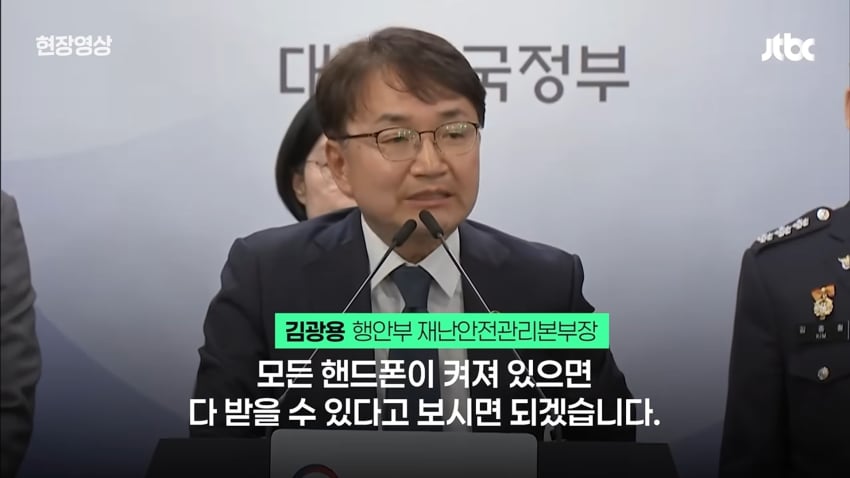 현장영상
jtbc
대 국정부
김광용 행안부 재난안전관리본부장
모든 핸드폰이 켜져 있으면
다 받을 수 있다고 보시면 되겠습니다.